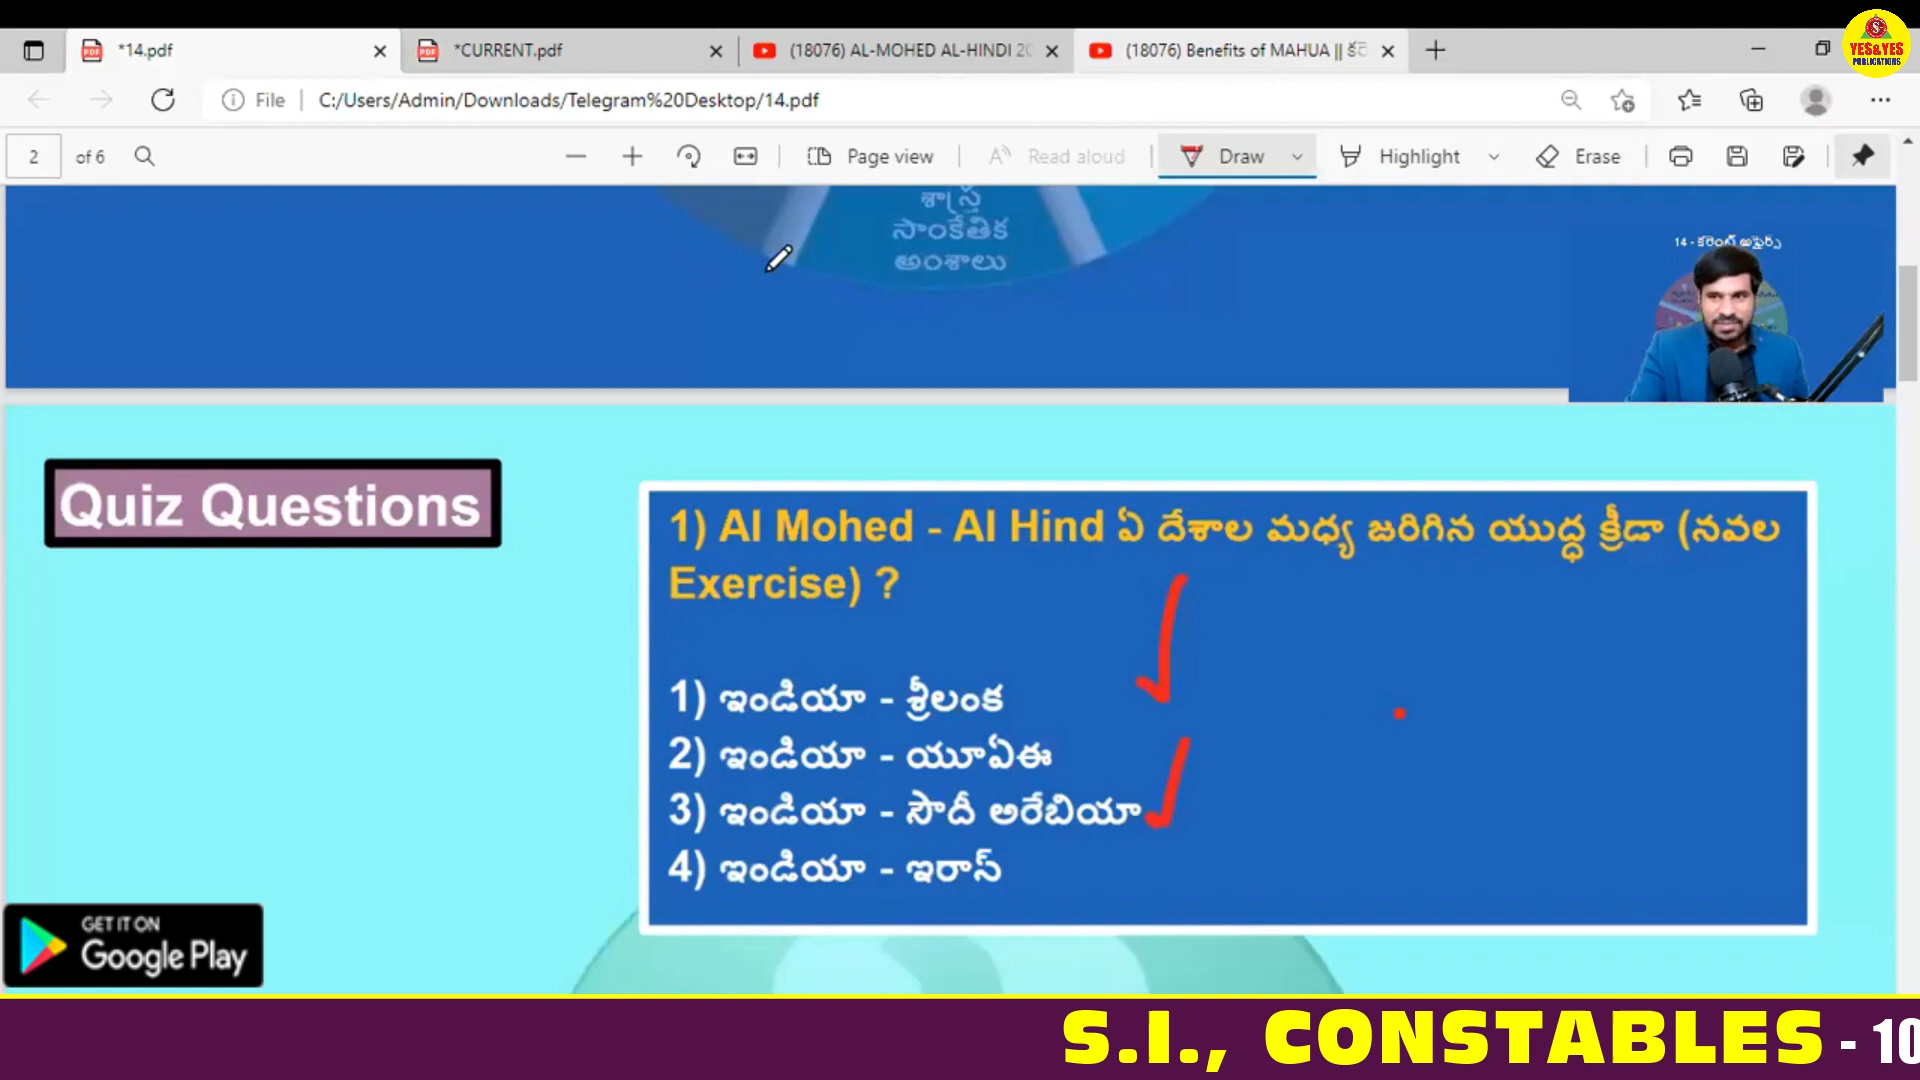 *14.pdf
*CURRENT.pdf
(18076) AL-MOHED AL-HINDI 20
(18076) Benefits of MAHUA ||
YES&YES
PUBLICATIONS
File
C:/Users/Admin/Downloads/Telegram%20Desktop/14.pdf
2 of 6
Page view
Read aloud
Draw
Highlight
Erase
శాస్త్ర
సాంకేతిక
అంశాలు
14 - కరెంట్ అఫైర్స్
Quiz Questions
1) Al Mohed - Al Hind ఏ దేశాల మధ్య జరిగిన యుద్ధ క్రీడా (నవల
Exercise) ?
1) ఇండియా - శ్రీలంక
2) ఇండియా - యూఏఈ
3) ఇండియా - సౌదీ అరేబియా
4) ఇండియా - ఇరాన్
GET IT ON
Google Play
S.I., CONSTABLES - 10